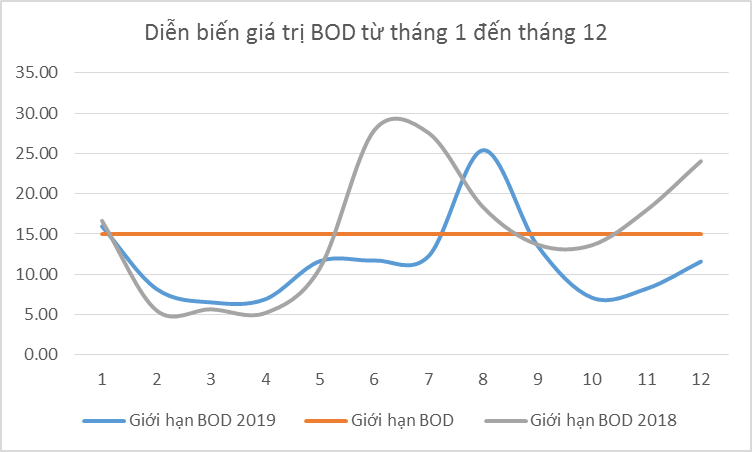 Diễn biến giá trị BOD từ tháng 1 đến tháng 12
35.00
30.00
25.00
20.00
15.00
10.00
5.00
0.00
1 2 3 4 5 6 7 8 9 10 11 12
Giới hạn BOD 2019 Giới hạn BOD Giới hạn BOD 2018